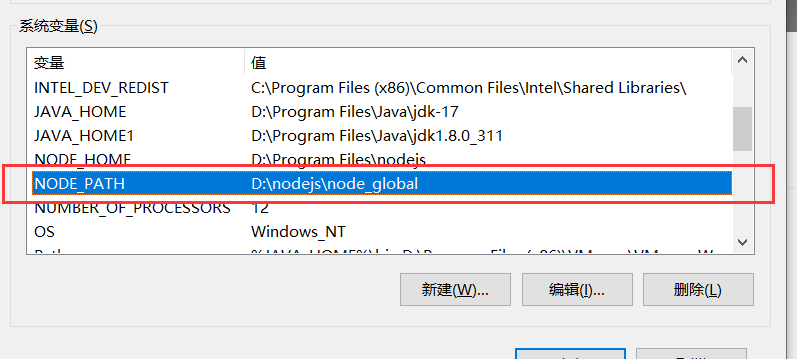 系统变量(S)
变量 值
INTEL_DEV_REDIST C:\Program Files (x86)\Common Files\Intel\Shared Libraries\
JAVA_HOME D:\Program Files\Java\jdk-17
JAVA_HOME1 D:\Program Files\Java\jdk1.8.0_311
NODE_HOME D:\Program Files\nodejs
NODE_PATH D:\nodejs\node_global
NUMBER_OF_PROCESSORS 12
OS Windows_NT
新建(W)... 编辑(I)... 删除(L)